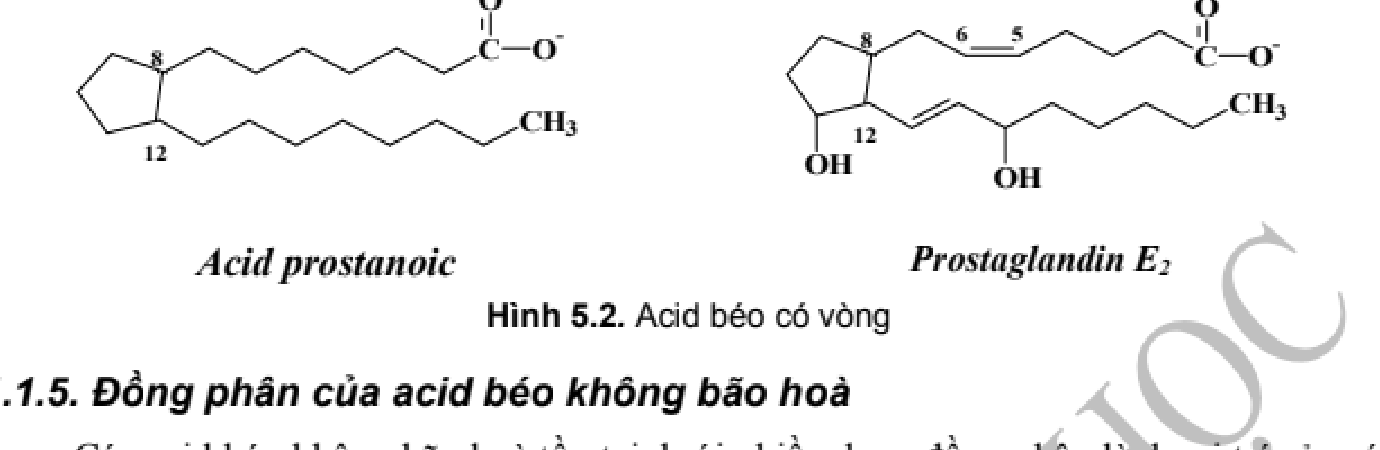 O O
8 C—O⁻ 8 6 5 C—O⁻
CH₃ CH₃
12 12
OH
OH
Acid prostanoic Prostaglandin E₂
Hình 5.2. Acid béo có vòng
.1.5. Đồng phân của acid béo không bão hoà
ỌC